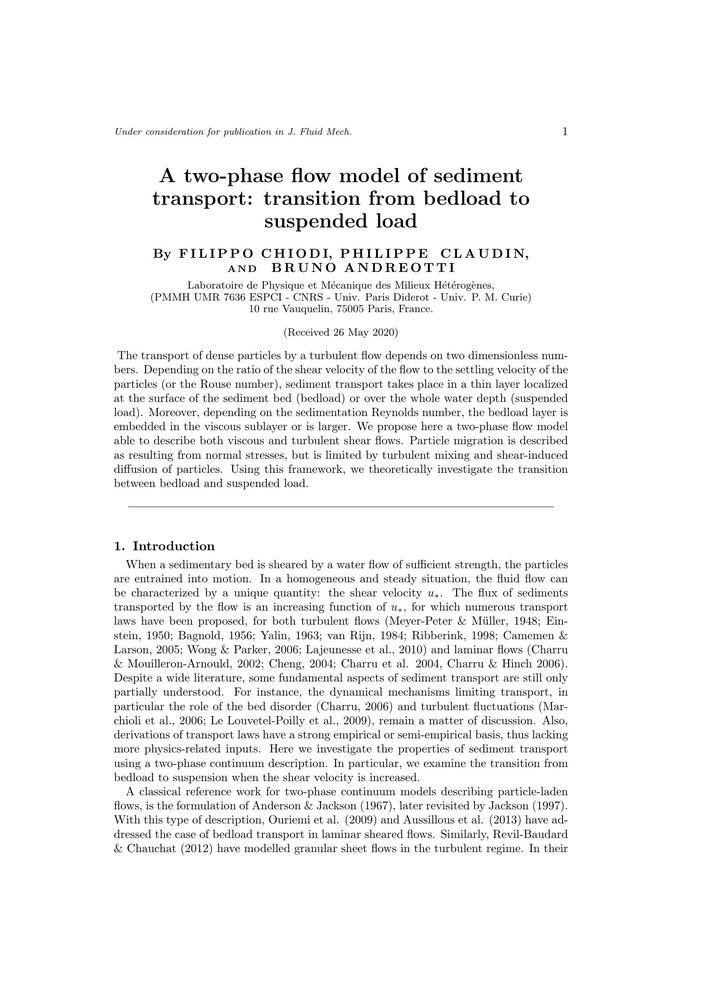 Under consideration for publication in J. Fluid Mech. 1
A two-phase flow model of sediment
transport: transition from bedload to
suspended load
By FILIPPO CHIODI, PHILIPPE CLAUDIN,
AND BRUNO ANDREOTTI
Laboratoire de Physique et Mécanique des Milieux Hétérogènes,
(PMMH UMR 7636 ESPCI - CNRS - Univ. Paris Diderot - Univ. P. M. Curie)
10 rue Vauquelin, 75005 Paris, France.
(Received 26 May 2020)
The transport of dense particles by a turbulent flow depends on two dimensionless num-
bers. Depending on the ratio of the shear velocity of the flow to the settling velocity of the
particles (or the Rouse number), sediment transport takes place in a thin layer localized
at the surface of the sediment bed (bedload) or over the whole water depth (suspended
load). Moreover, depending on the sedimentation Reynolds number, the bedload layer is
embedded in the viscous sublayer or is larger. We propose here a two-phase flow model
able to describe both viscous and turbulent shear flows. Particle migration is described
as resulting from normal stresses, but is limited by turbulent mixing and shear-induced
diffusion of particles. Using this framework, we theoretically investigate the transition
between bedload and suspended load.
1. Introduction
When a sedimentary bed is sheared by a water flow of sufficient strength, the particles
are entrained into motion. In a homogeneous and steady situation, the fluid flow can
be characterized by a unique quantity: the shear velocity u*. The flux of sediments
transported by the flow is an increasing function of u*, for which numerous transport
laws have been proposed, for both turbulent flows (Meyer-Peter & Müller, 1948; Ein-
stein, 1950; Bagnold, 1956; Yalin, 1963; van Rijn, 1984; Ribberink, 1998; Camemen &
Larson, 2005; Wong & Parker, 2006; Lajeunesse et al., 2010) and laminar flows (Charru
& Mouilleron-Arnould, 2002; Cheng, 2004; Charru et al. 2004, Charru & Hinch 2006).
Despite a wide literature, some fundamental aspects of sediment transport are still only
partially understood. For instance, the dynamical mechanisms limiting transport, in
particular the role of the bed disorder (Charru, 2006) and turbulent fluctuations (Mar-
chioli et al., 2006; Le Louvetel-Poilly et al., 2009), remain a matter of discussion. Also,
derivations of transport laws have a strong empirical or semi-empirical basis, thus lacking
more physics-related inputs. Here we investigate the properties of sediment transport
using a two-phase continuum description. In particular, we examine the transition from
bedload to suspension when the shear velocity is increased.
A classical reference work for two-phase continuum models describing particle-laden
flows, is the formulation of Anderson & Jackson (1967), later revisited by Jackson (1997).
With this type of description, Ouriemi et al. (2009) and Aussillous et al. (2013) have ad-
dressed the case of bedload transport in laminar sheared flows. Similarly, Revil-Baudard
& Chauchat (2012) have modelled granular sheet flows in the turbulent regime. In their